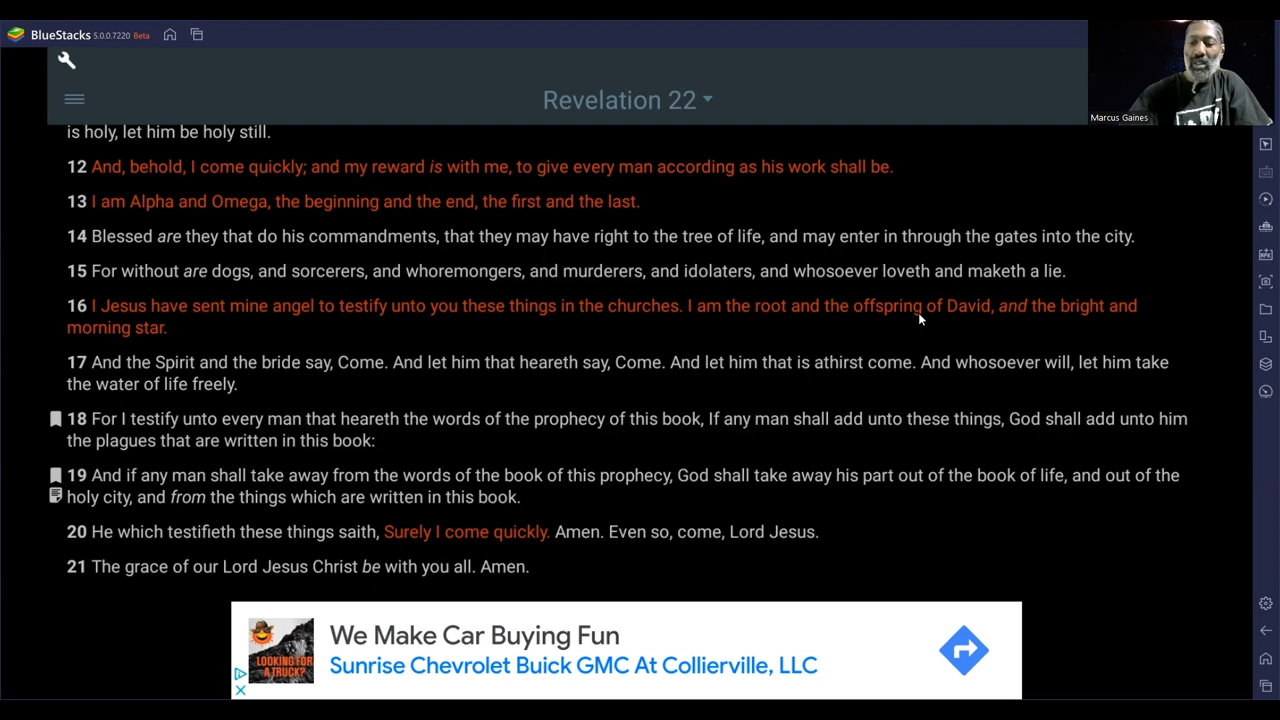 BlueStacks 5.0.0.7220 Beta
Marcus Gaines
Revelation 22
is holy, let him be holy still.
12 And, behold, I come quickly; and my reward is with me, to give every man according as his work shall be.
13 I am Alpha and Omega, the beginning and the end, the first and the last.
14 Blessed are they that do his commandments, that they may have right to the tree of life, and may enter in through the gates into the city.
15 For without are dogs, and sorcerers, and whoremongers, and murderers, and idolaters, and whosoever loveth and maketh a lie.
16 I Jesus have sent mine angel to testify unto you these things in the churches. I am the root and the offspring of David, and the bright and
morning star.
17 And the Spirit and the bride say, Come. And let him that heareth say, Come. And let him that is athirst come. And whosoever will, let him take
the water of life freely.
18 For I testify unto every man that heareth the words of the prophecy of this book, If any man shall add unto these things, God shall add unto him
the plagues that are written in this book:
19 And if any man shall take away from the words of the book of this prophecy, God shall take away his part out of the book of life, and out of the
holy city, and from the things which are written in this book.
20 He which testifieth these things saith, Surely I come quickly. Amen. Even so, come, Lord Jesus.
21 The grace of our Lord Jesus Christ be with you all. Amen.
LOOKING FOR
A TRUCK?
We Make Car Buying Fun
Sunrise Chevrolet Buick GMC At Collierville, LLC